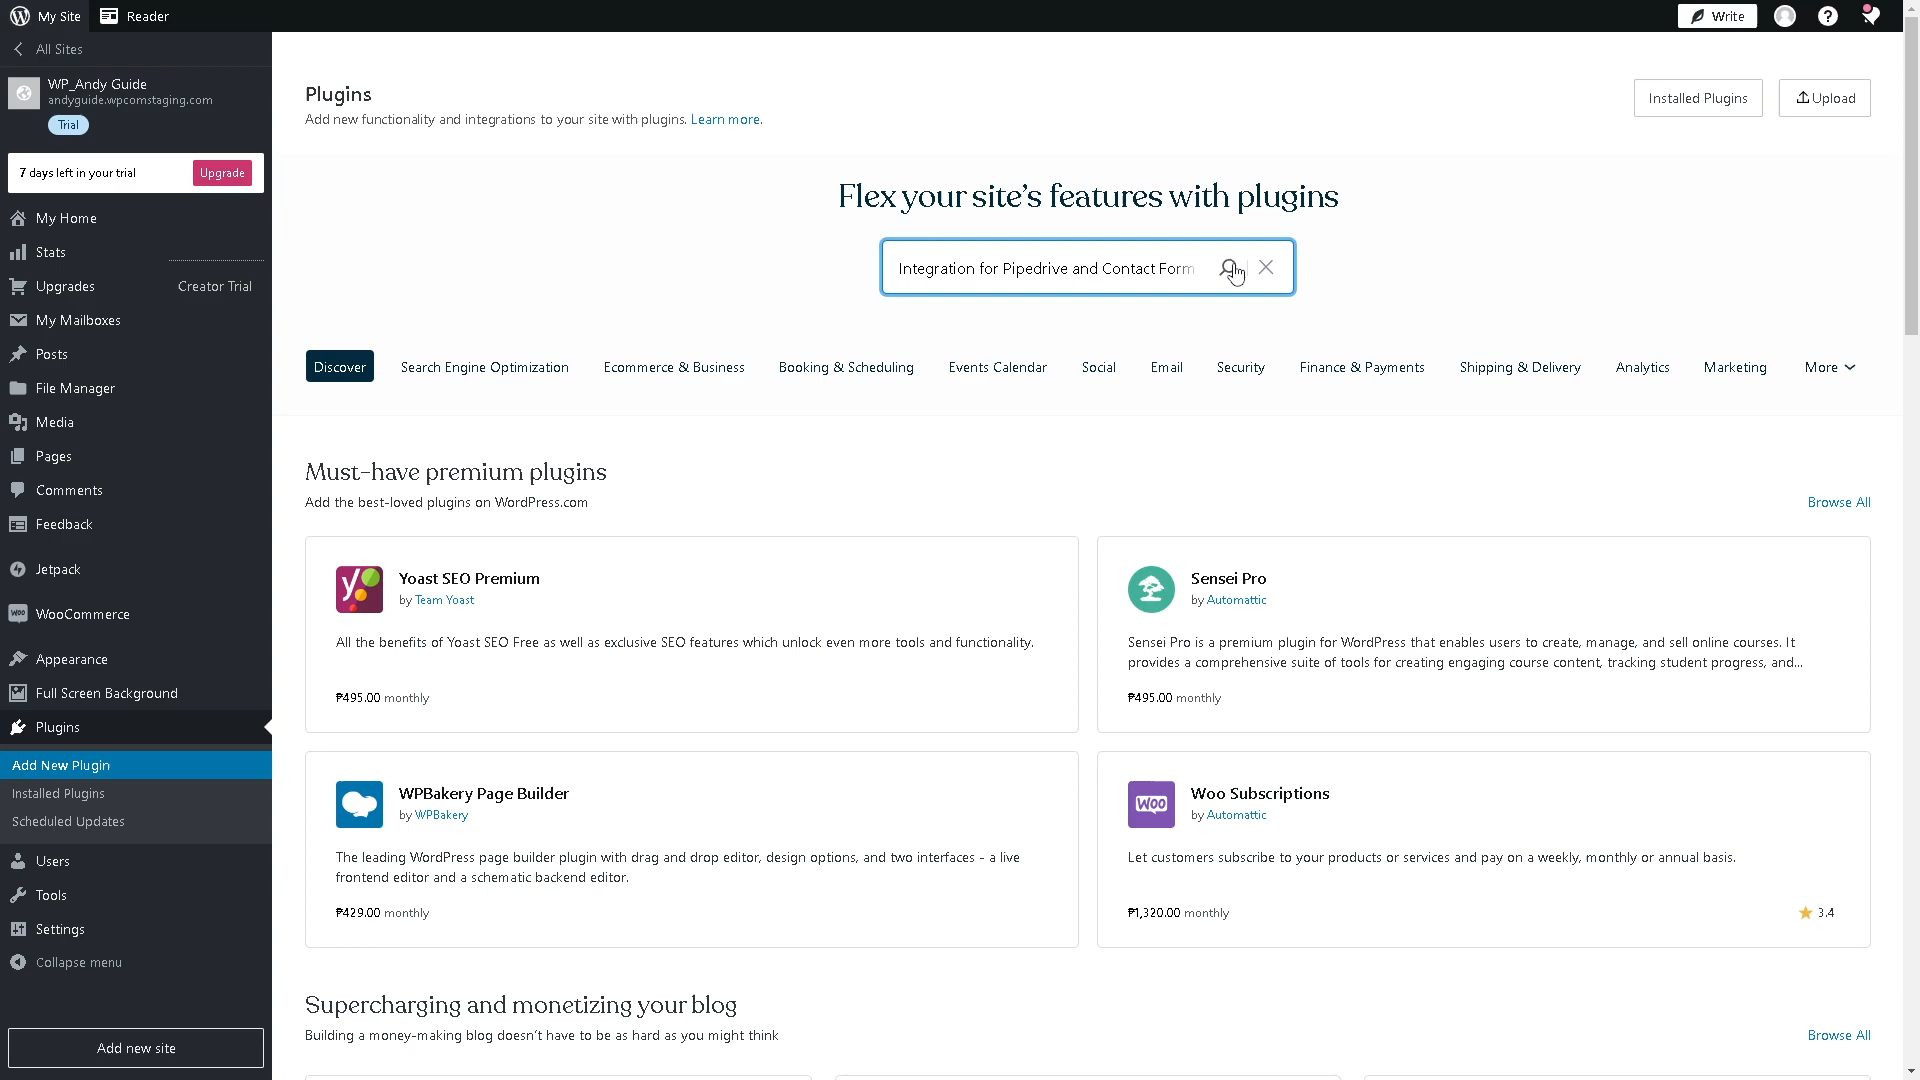 My Site
Reader
Write
All Sites
WP_Andy Guide
andyguide.wpcomstaging.com
Trial
7 days left in your trial
Upgrade
My Home
Stats
Upgrades
Creator Trial
My Mailboxes
Posts
File Manager
Media
Pages
Comments
Feedback
Jetpack
WooCommerce
Appearance
Full Screen Background
Plugins
Add New Plugin
Installed Plugins
Scheduled Updates
Users
Tools
Settings
Collapse menu
Add new site
Plugins
Add new functionality and integrations to your site with plugins. Learn more.
Installed Plugins
Upload
Flex your site's features with plugins
Integration for Pipedrive and Contact Form
Discover
Search Engine Optimization
Ecommerce & Business
Booking & Scheduling
Events Calendar
Social
Email
Security
Finance & Payments
Shipping & Delivery
Analytics
Marketing
More
Must-have premium plugins
Add the best-loved plugins on WordPress.com
Browse All
Yoast SEO Premium
by Team Yoast
All the benefits of Yoast SEO Free as well as exclusive SEO features which unlock even more tools and functionality.
₱495.00 monthly
Sensei Pro
by Automattic
Sensei Pro is a premium plugin for WordPress that enables users to create, manage, and sell online courses. It
provides a comprehensive suite of tools for creating engaging course content, tracking student progress, and...
₱495.00 monthly
WPBakery Page Builder
by WPBakery
The leading WordPress page builder plugin with drag and drop editor, design options, and two interfaces - a live
frontend editor and a schematic backend editor.
₱429.00 monthly
Woo
Woo Subscriptions
by Automattic
Let customers subscribe to your products or services and pay on a weekly, monthly or annual basis.
₱1,320.00 monthly
3.4
Supercharging and monetizing your blog
Building a money-making blog doesn't have to be as hard as you might think
Browse All